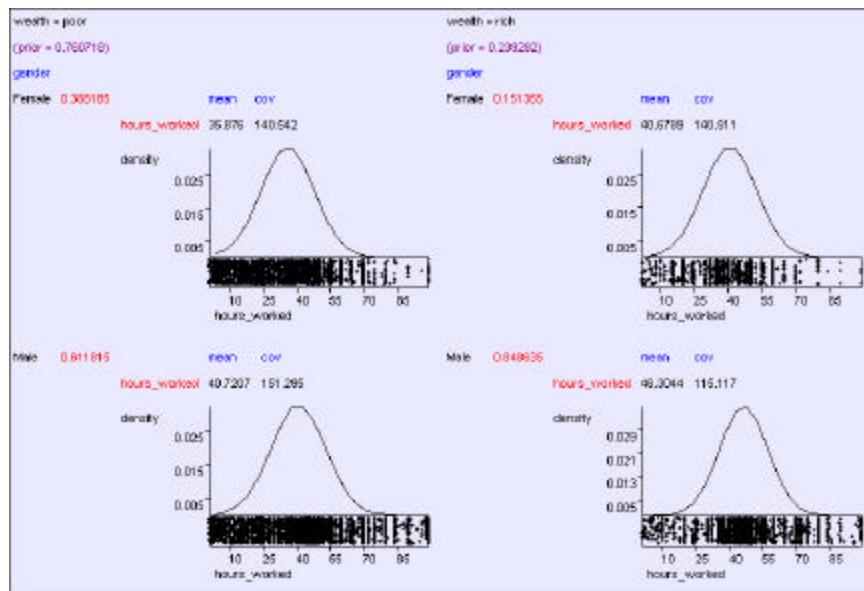 wealth = poor
(prior = 0.760718)
gender
Female 0.388185 mean cov
hours_worked 35.876 140.542
density
0.025
0.015
0.005
10 25 40 55 70 85
hours_worked
Male 0.611815 mean cov
hours_worked 40.7207 151.285
density
0.025
0.015
0.005
10 25 40 55 70 85
hours_worked
wealth = rich
(prior = 0.239282)
gender
Female 0.151365 mean cov
hours_worked 40.6789 140.911
density
0.025
0.015
0.005
10 25 40 55 70 85
hours_worked
Male 0.848635 mean cov
hours_worked 46.3044 115.117
density
0.029
0.021
0.013
0.005
10 25 40 55 70 85
hours_worked